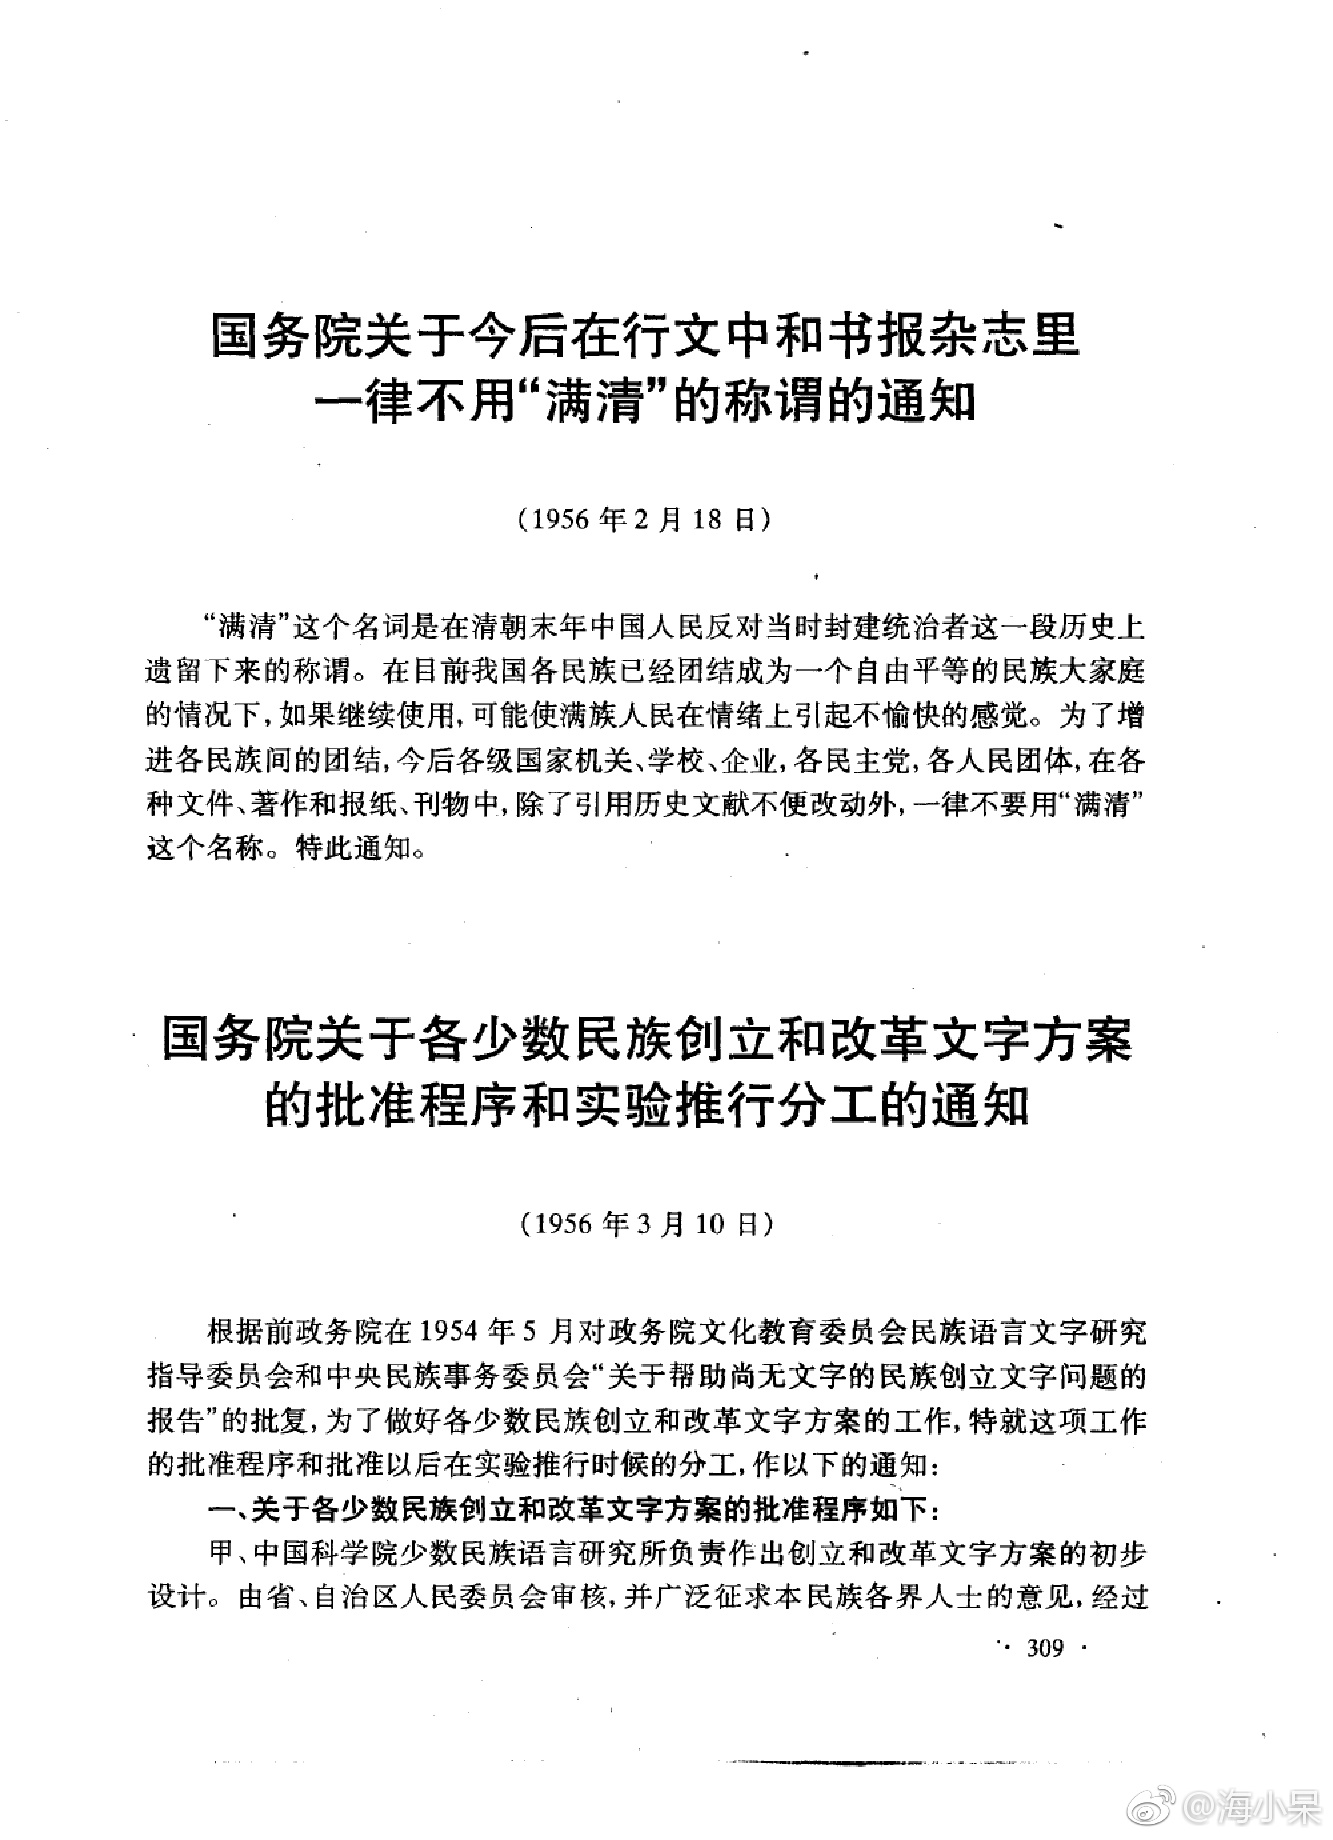 国务院关于今后在行文中和书报杂志里
一律不用“满清”的称谓的通知
（1956年2月18日）
“满清”这个名词是在清朝末年中国人民反对当时封建统治者这一段历史上
遗留下来的称谓。在目前我国各民族已经团结成为一个自由平等的民族大家庭
的情况下，如果继续使用，可能使满族人民在情绪上引起不愉快的感觉。为了增
进各民族间的团结，今后各级国家机关、学校、企业，各民主党，各人民团体，在各
种文件、著作和报纸、刊物中，除了引用历史文献不便改动外，一律不要用“满清”
这个名称。特此通知。
国务院关于各少数民族创立和改革文字方案
的批准程序和实验推行分工的通知
（1956年3月10日）
根据前政务院在1954年5月对政务院文化教育委员会民族语言文字研究
指导委员会和中央民族事务委员会“关于帮助尚无文字的民族创立文字问题的
报告”的批复，为了做好各少数民族创立和改革文字方案的工作，特就这项工作
的批准程序和批准以后在实验推行时候的分工，作以下的通知：
一、关于各少数民族创立和改革文字方案的批准程序如下：
甲、中国科学院少数民族语言研究所负责作出创立和改革文字方案的初步
设计。由省、自治区人民委员会审核，并广泛征求本民族各界人士的意见，经过
· 309 ·
@海小呆